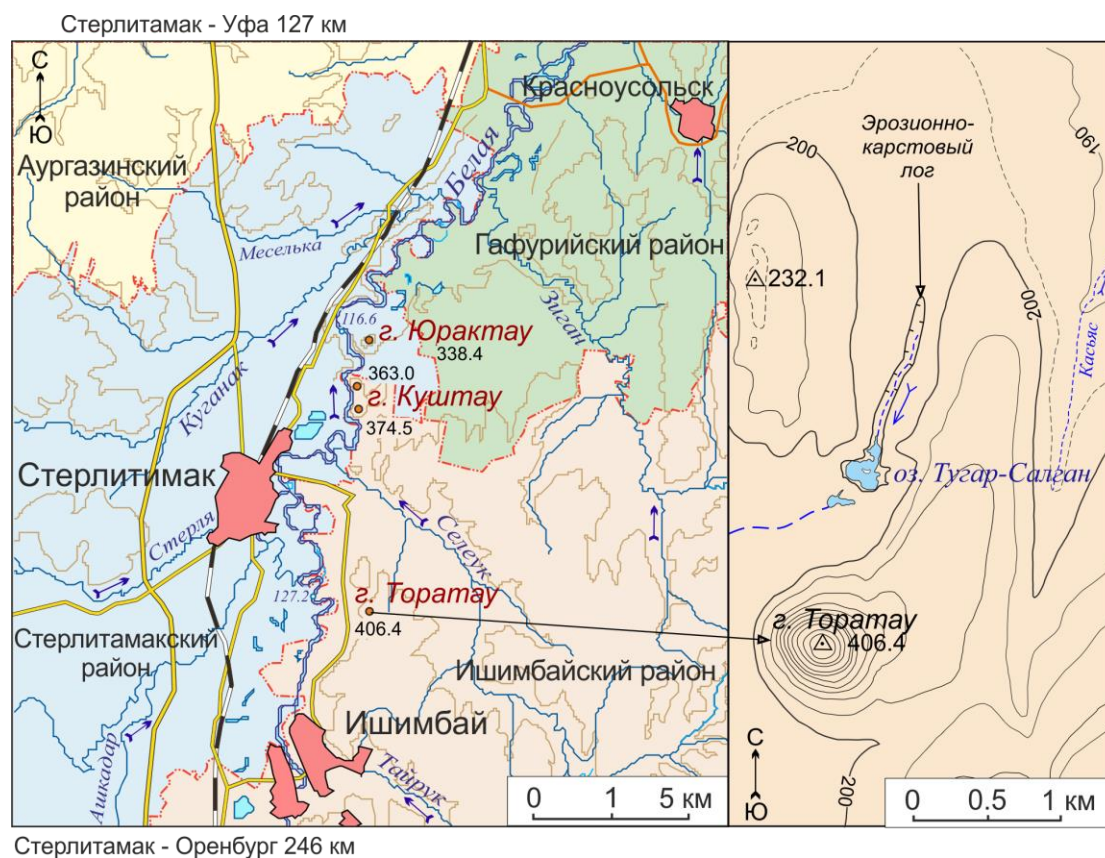 Стерлитамак - Уфа 127 км
С
Ю
Аургазинский
район
Меселька
Куганак
Белая
Красноусольск
Гафурийский район
Зиган
116.6
г. Юрактау
338.4
363.0
г. Куштау
374.5
Стерлитимак
Стерля
Селеук
127.2
г. Торатау
406.4
Стерлитамакский
район
Ишимбайский район
Ишимбай
Ашкадар
Тайрук
0 1 5 км
Эрозионно-
карстовый
лог
200
190
232.1
200
Касьяс
оз. Тугар-Салган
г. Торатау
406.4
С
Ю
200
0 0.5 1 км
Стерлитамак - Оренбург 246 км